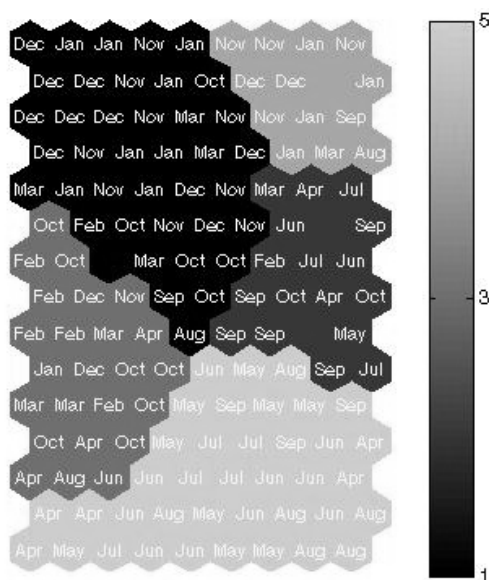 Dec Jan Jan Nov Jan Nov Nov Jan Nov
Dec Dec Nov Jan Oct Dec Dec Jan
Dec Dec Dec Nov Mar Nov Nov Jan Sep
Dec Nov Jan Jan Mar Dec Jan Mar Aug
Mar Jan Nov Jan Dec Nov Mar Apr Jul
Oct Feb Oct Nov Dec Nov Jun Sep
Feb Oct Mar Oct Oct Feb Jul Jun
Feb Dec Nov Sep Oct Sep Oct Apr Oct
Feb Feb Mar Apr Aug Sep Sep May
Jan Dec Oct Oct Jun May Aug Sep Jul
Mar Mar Feb Oct May Sep May May Sep
Oct Apr Oct May Jul Jul Sep Jun Apr
Apr Aug Jun Jun Jul Jul Jun Jun Apr
Apr Apr Jun Aug May Jun Aug Jun Aug
Apr May Jul Jun Jun May May Aug Aug
5
3
1